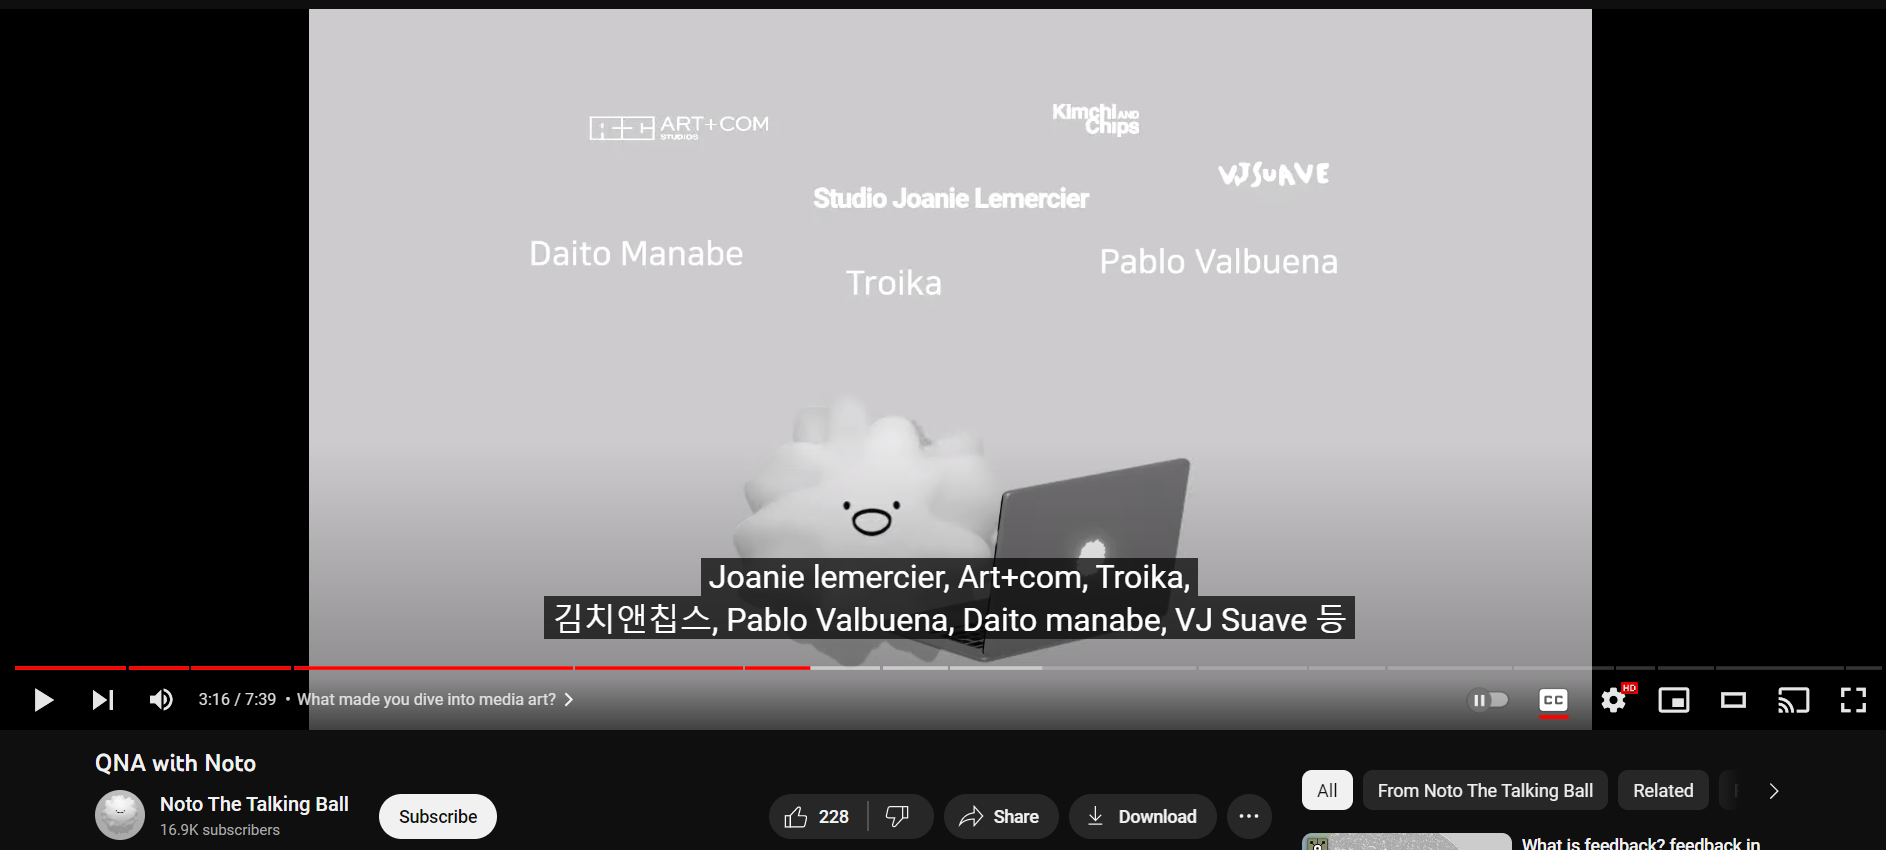 ART+COM
STUDIOS
Kimchi AND
Chips
VJSUAVE
Studio Joanie Lemercier
Daito Manabe
Pablo Valbuena
Troika
Joanie lemercier, Art+com, Troika,
김치앤칩스, Pablo Valbuena, Daito manabe, VJ Suave 등
3:16 / 7:39 • What made you dive into media art?
CC
HD
QNA with Noto
Noto The Talking Ball
16.9K subscribers
Subscribe
228
Share
Download
All
From Noto The Talking Ball
Related
What is feedback? feedback in